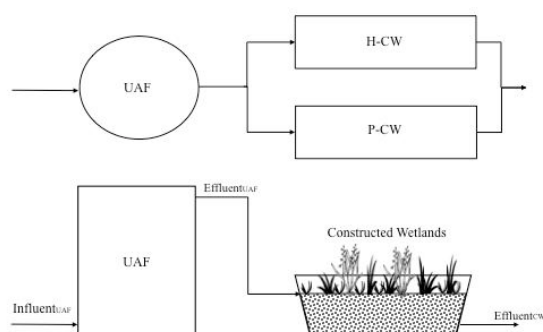 H-CW
UAF
P-CW
EffluentUAF
Constructed Wetlands
UAF
InfluentUAF
EffluentCW